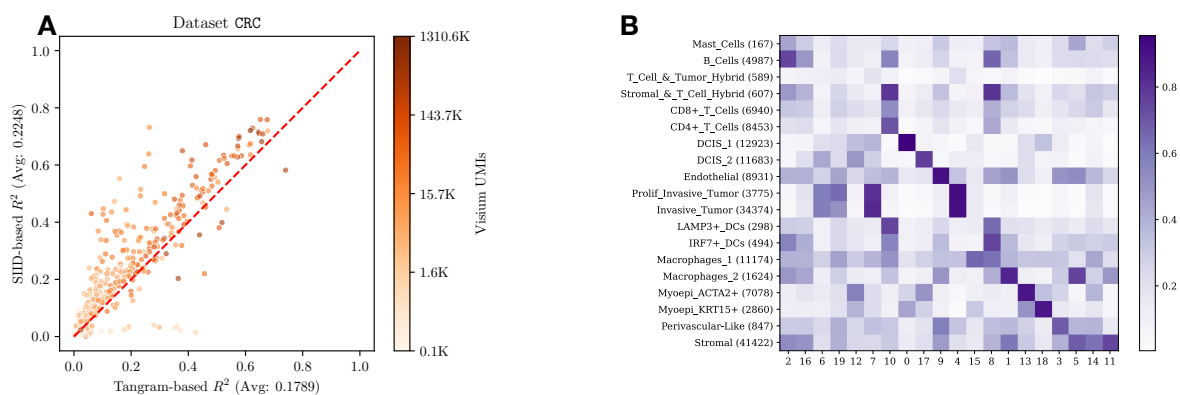 A
Dataset CRC
SIID-based R² (Avg: 0.2248)
1.0
0.8
0.6
0.4
0.2
0.0
0.0 0.2 0.4 0.6 0.8 1.0
Tangram-based R² (Avg: 0.1789)
1310.6K
143.7K
15.7K
1.6K
0.1K
Visium UMIs
B
Mast_Cells (167)
B_Cells (4987)
T_Cell_&_Tumor_Hybrid (589)
Stromal_&_T_Cell_Hybrid (607)
CD8+_T_Cells (6940)
CD4+_T_Cells (8453)
DCIS_1 (12923)
DCIS_2 (11683)
Endothelial (8931)
Prolif_Invasive_Tumor (3775)
Invasive_Tumor (34374)
LAMP3+_DCs (298)
IRF7+_DCs (494)
Macrophages_1 (11174)
Macrophages_2 (1624)
Myoepi_ACTA2+ (7078)
Myoepi_KRT15+ (2860)
Perivascular-Like (847)
Stromal (41422)
2 16 6 19 12 7 10 0 17 9 4 15 8 1 13 18 3 5 14 11
0.8
0.6
0.4
0.2